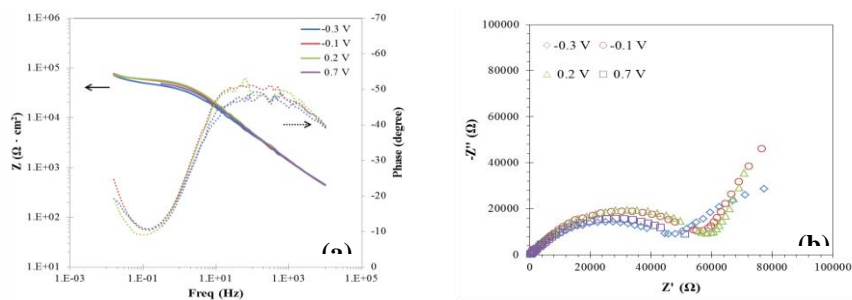 1.E+06
1.E+05
1.E+04
1.E+03
1.E+02
1.E+01
Z (Ω · cm²)
1.E-03
1.E-01
1.E+01
1.E+03
1.E+05
Freq (Hz)
-70
-60
-50
-40
-30
-20
-10
0
Phase (degree)
-0.3 V
-0.1 V
0.2 V
0.7 V
(a)
100000
80000
60000
40000
20000
0
-Z'' (Ω)
0
20000
40000
60000
80000
100000
Z' (Ω)
-0.3 V
-0.1 V
0.2 V
0.7 V
(b)